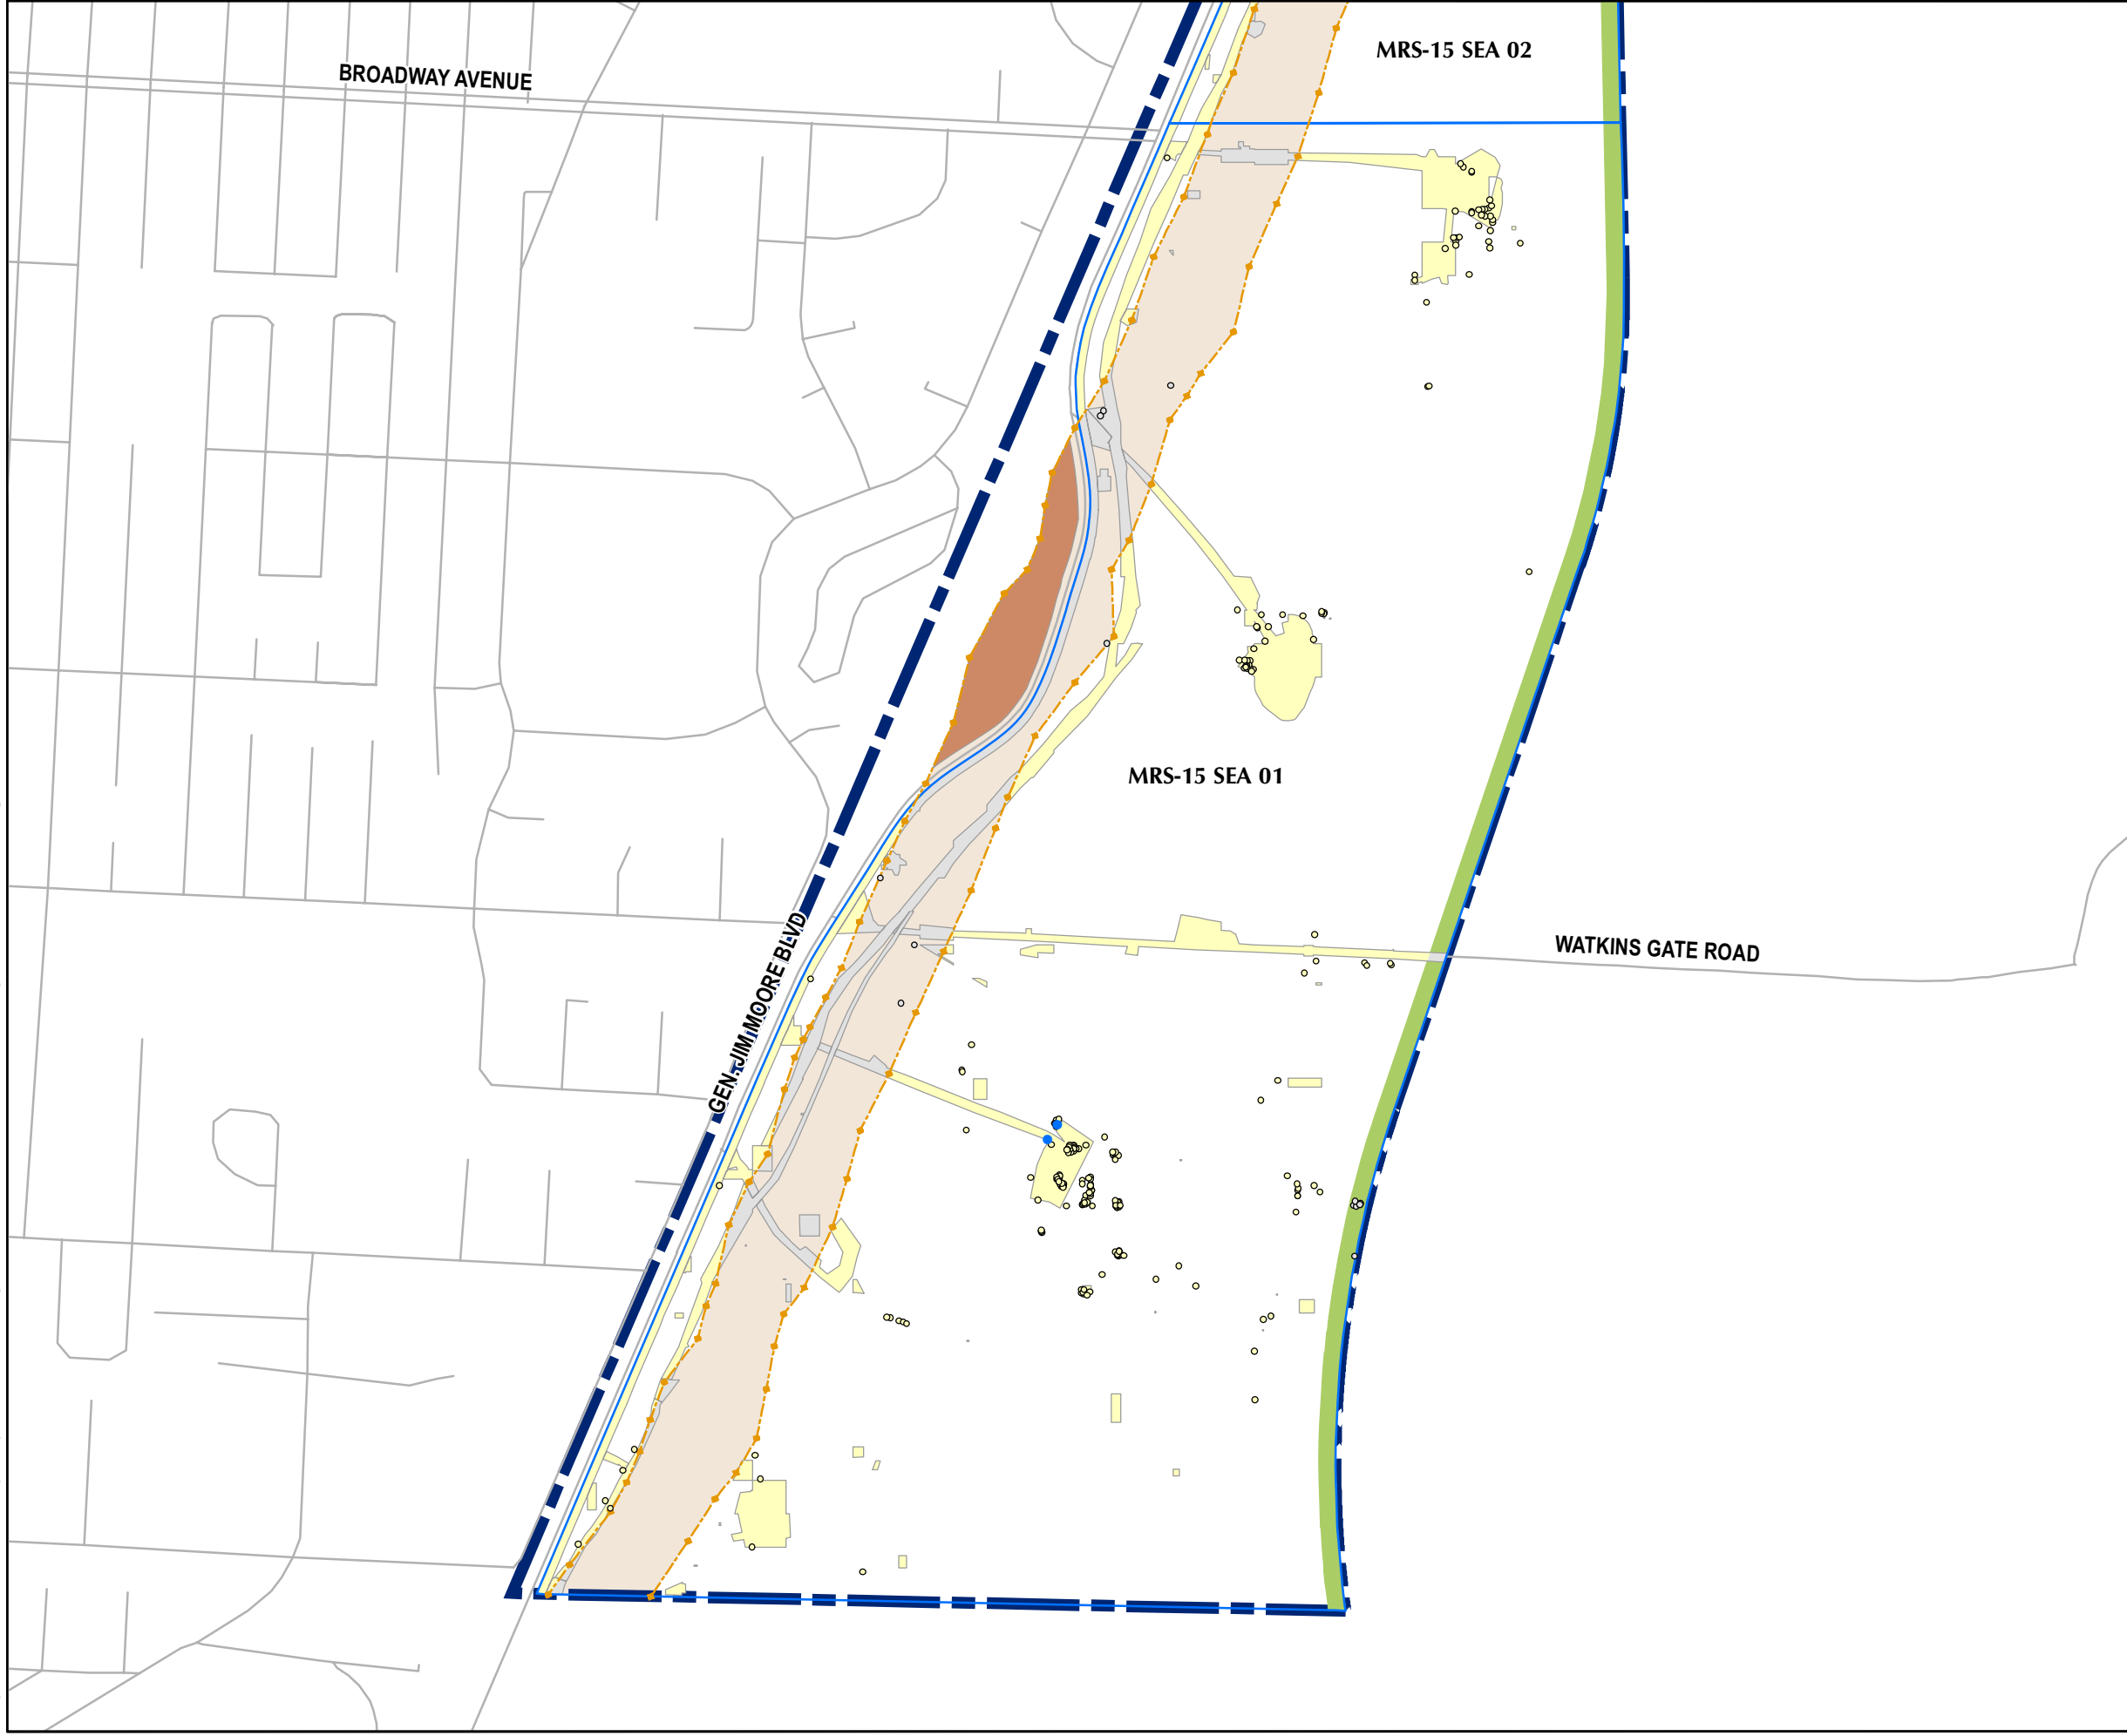 MRS-15 SEA 02
BROADWAY AVENUE
MRS-15 SEA 01
WATKINS GATE ROAD
GEN. JIM MOORE BLVD